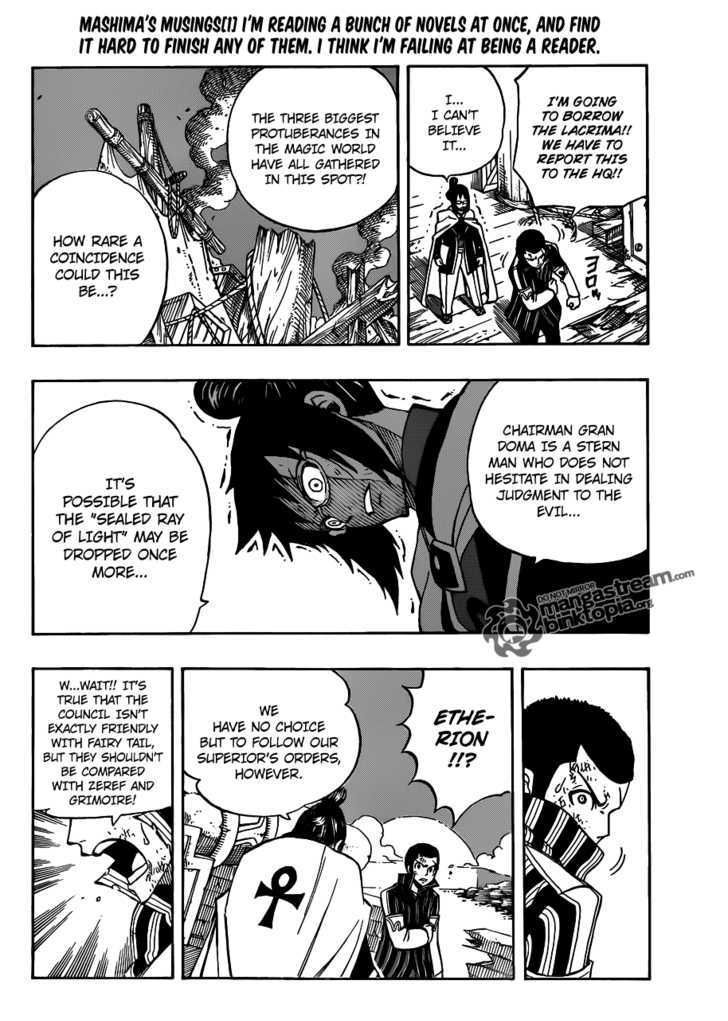 MASHIMA'S MUSINGS[1] I'M READING A BUNCH OF NOVELS AT ONCE, AND FIND
IT HARD TO FINISH ANY OF THEM. I THINK I'M FAILING AT BEING A READER.
I'M GOING
TO BORROW
THE LACRIMA!!
WE HAVE TO
REPORT THIS
TO THE HQ!!
I...
I CAN'T
BELIEVE
IT...
THE THREE BIGGEST
PROTUBERANCES IN
THE MAGIC WORLD
HAVE ALL GATHERED
IN THIS SPOT?!
HOW RARE A
COINCIDENCE
COULD THIS
BE...?
CHAIRMAN GRAN
DOMA IS A STERN
MAN WHO DOES NOT
HESITATE IN DEALING
JUDGMENT TO THE
EVIL...
IT'S
POSSIBLE THAT
THE "SEALED RAY
OF LIGHT" MAY BE
DROPPED ONCE
MORE...
DO NOT MIRROR
mangastream.com
binktopia.org
ETHE-
RION
!!?
WE
HAVE NO CHOICE
BUT TO FOLLOW OUR
SUPERIOR'S ORDERS,
HOWEVER.
W...WAIT!! IT'S
TRUE THAT THE
COUNCIL ISN'T
EXACTLY FRIENDLY
WITH FAIRY TAIL,
BUT THEY SHOULDN'T
BE COMPARED
WITH ZEREF AND
GRIMOIRE!